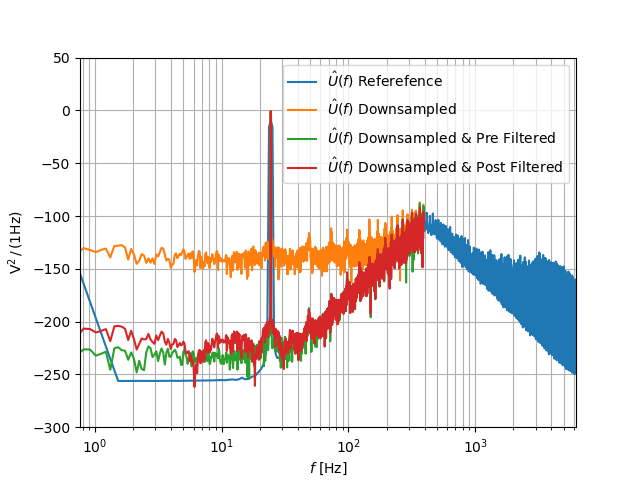 50
0
−50
−100
−150
−200
−250
−300
V² / (1Hz)
Û(f) Referefence
Û(f) Downsampled
Û(f) Downsampled & Pre Filtered
Û(f) Downsampled & Post Filtered
10⁰
10¹
10²
10³
f [Hz]